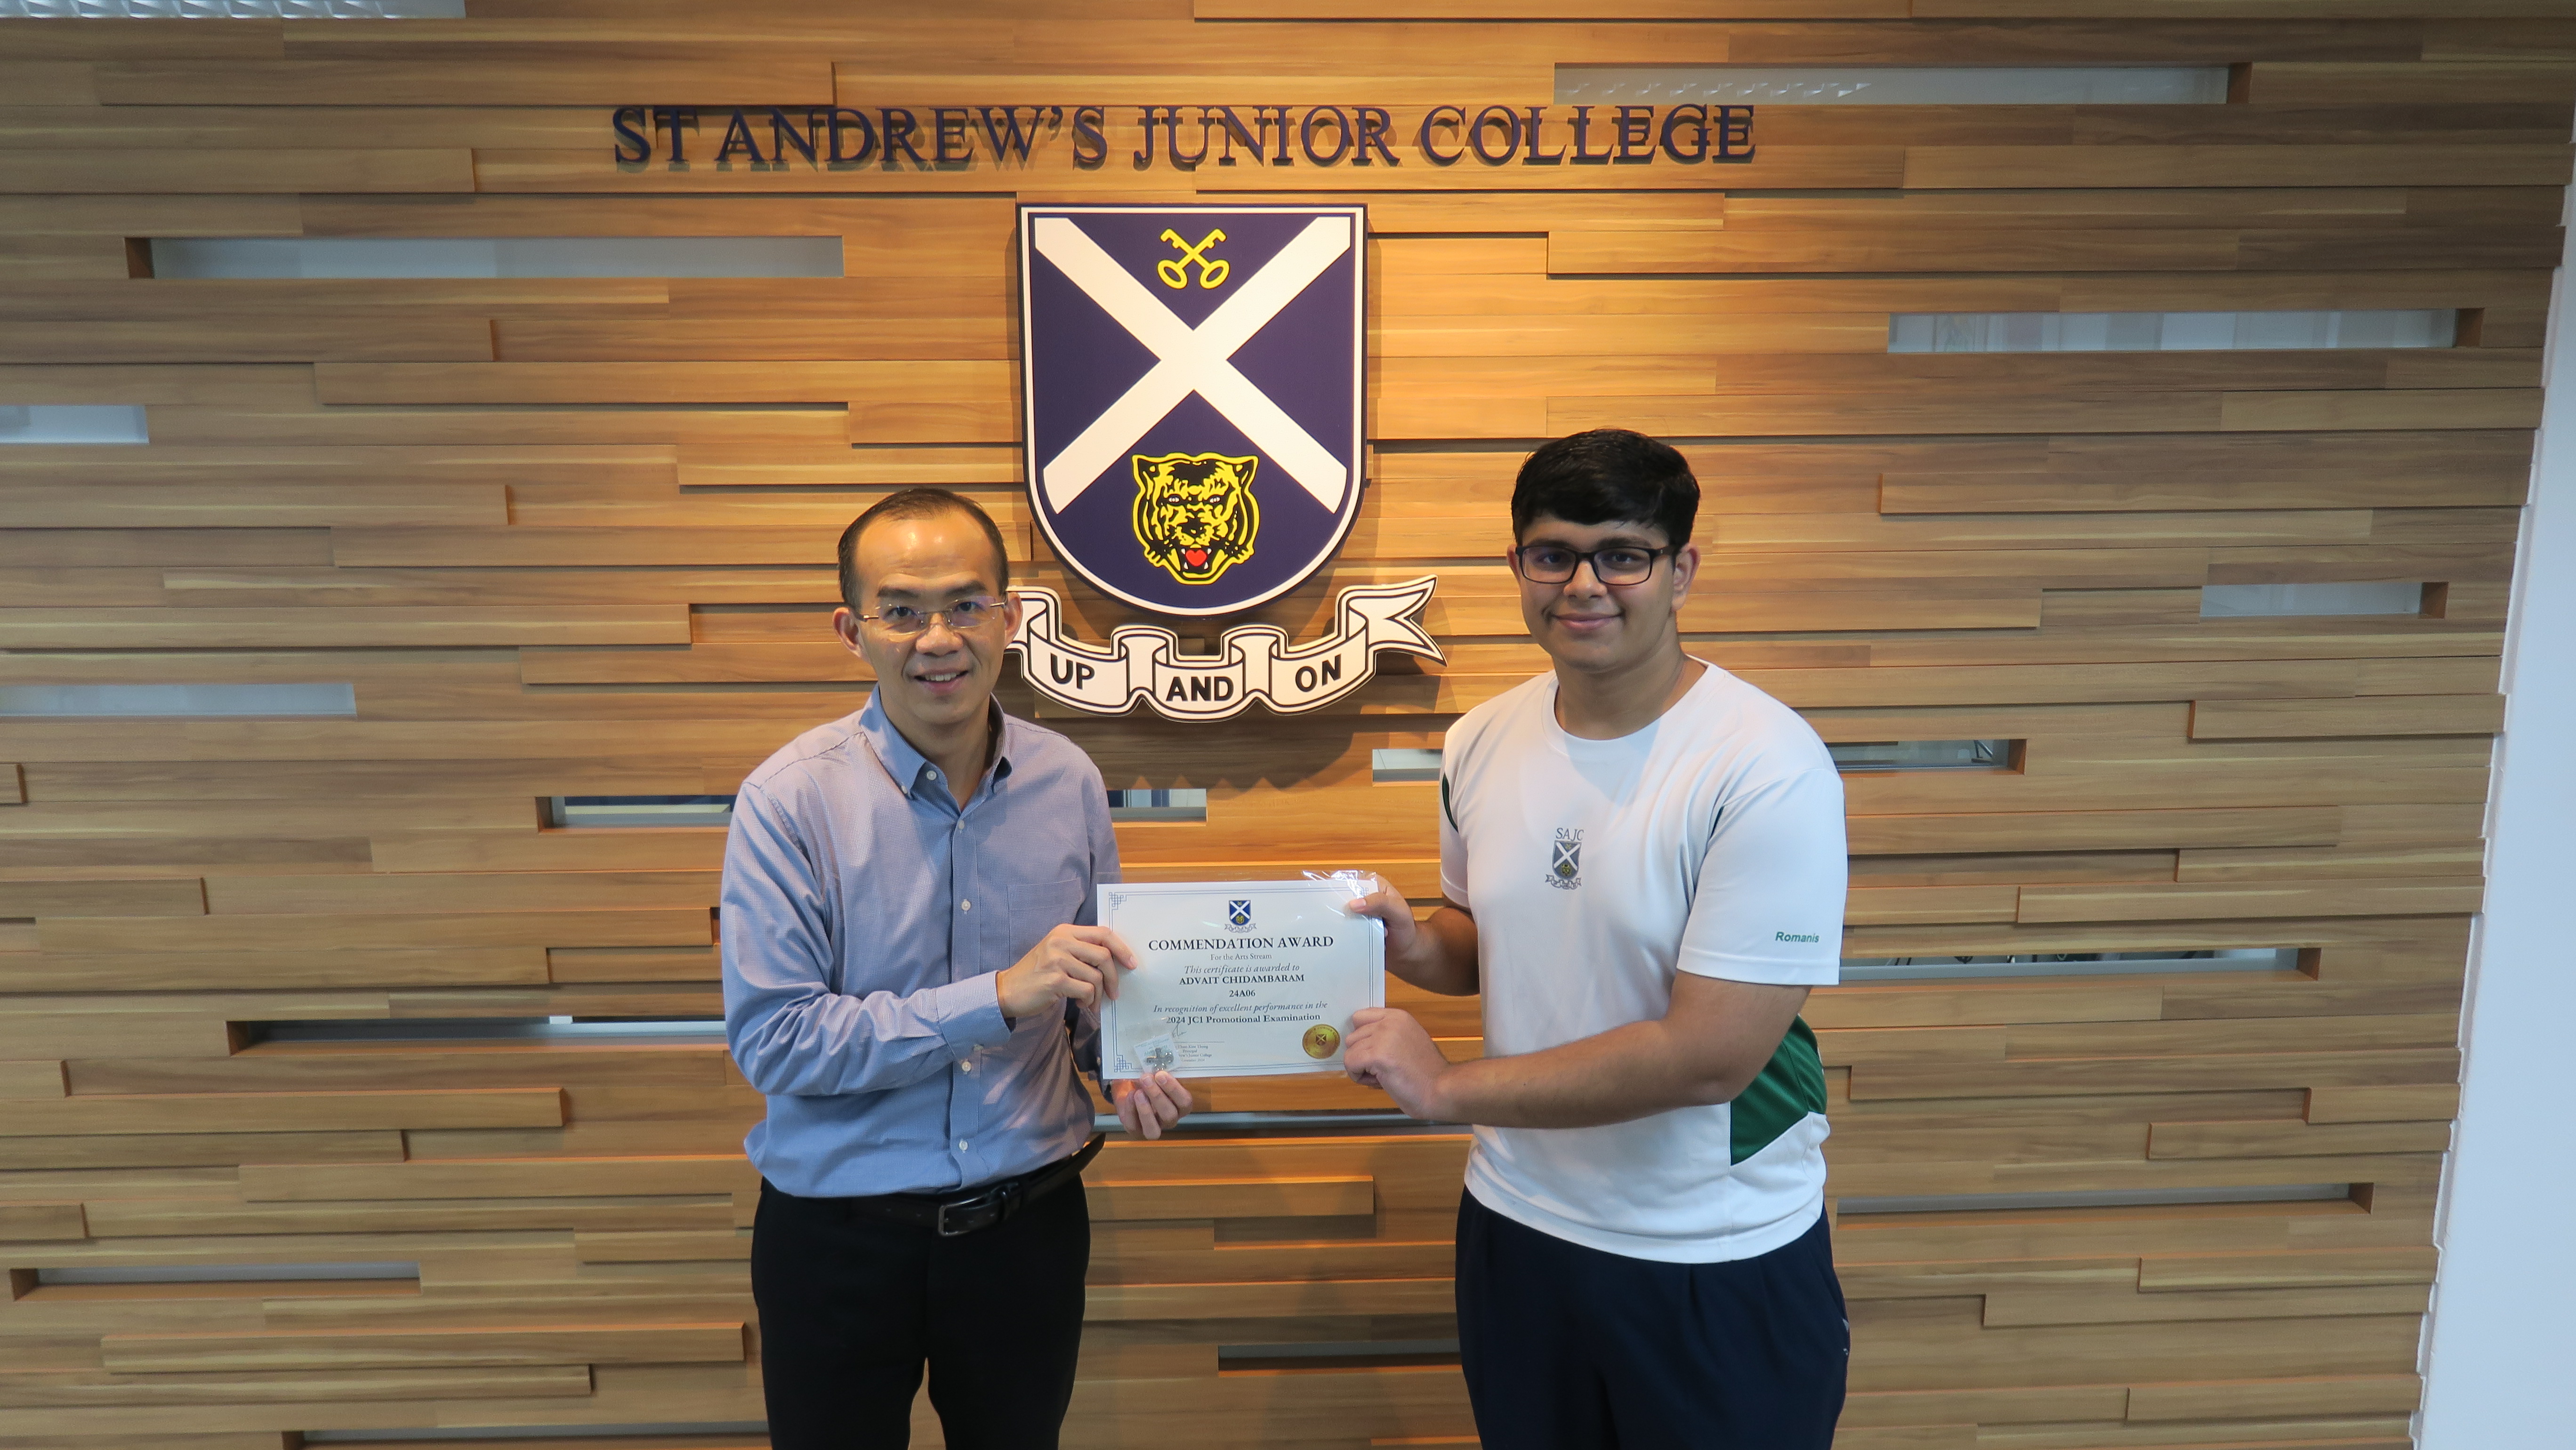 ST ANDREW'S JUNIOR COLLEGE
UP AND ON
SAJC
Romanis
COMMENDATION AWARD
For the Arts Stream
This certificate is awarded to
ADVAIT CHIDAMBARAM
24A06
In recognition of excellent performance in the
2024 JC1 Promotional Examination
Principal